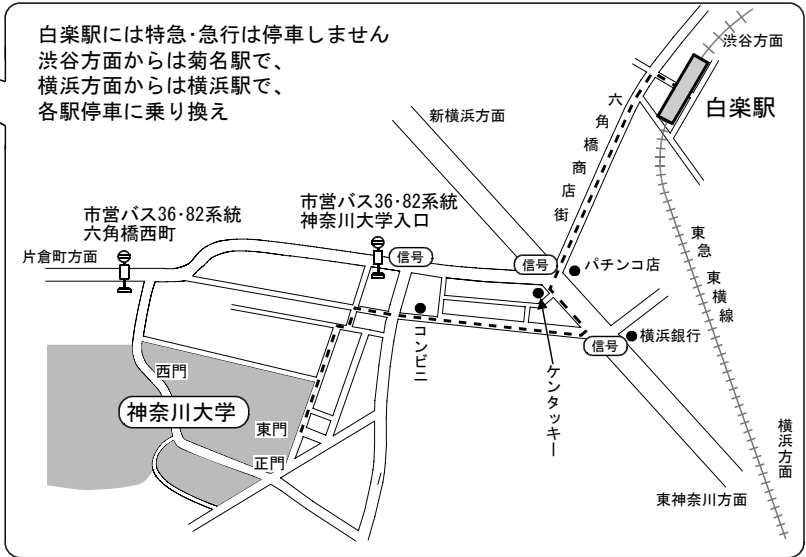 白楽駅には特急･急行は停車しません
渋谷方面からは菊名駅で、
横浜方面からは横浜駅で、
各駅停車に乗り換え
渋谷方面
白楽駅
新横浜方面
六角橋商店街
市営バス36･82系統
六角橋西町
市営バス36･82系統
神奈川大学入口
片倉町方面
信号
信号
パチンコ店
東急 東横線
コンビニ
ケンタッキー
信号
横浜銀行
西門
神奈川大学
東門
正門
横浜方面
東神奈川方面